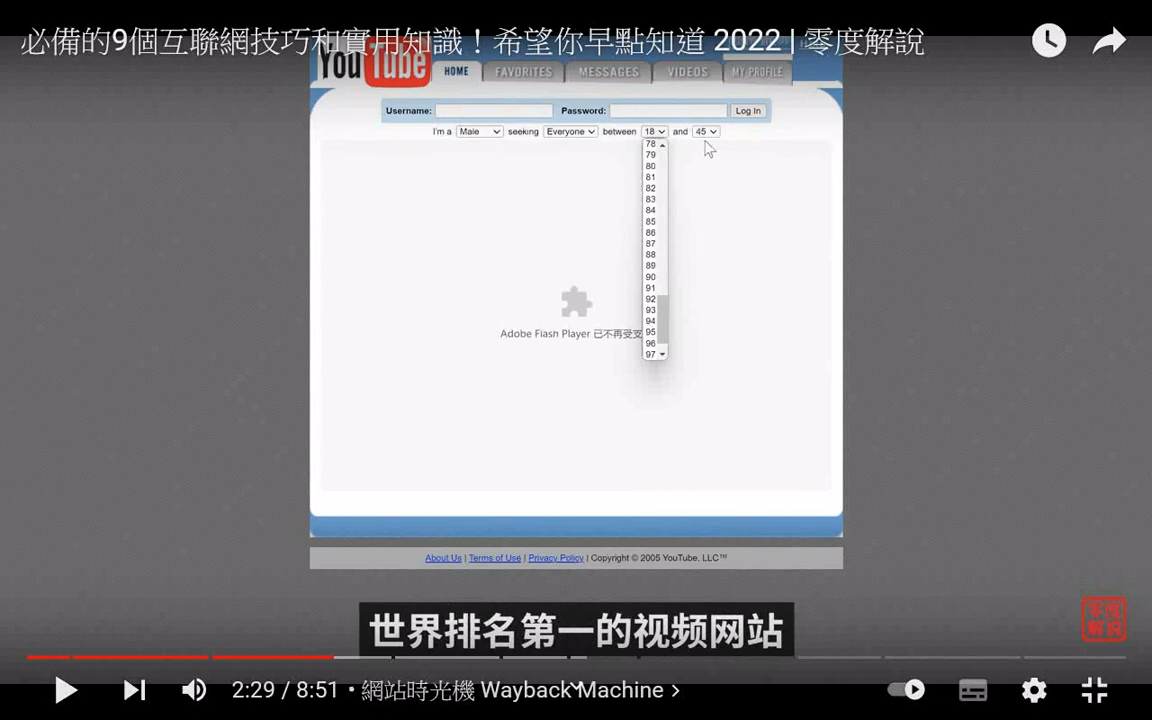 必備的9個互聯網技巧和實用知識！希望你早點知道 2022 | 零度解說
YouTube HOME FAVORITES MESSAGES VIDEOS MY PROFILE
Username: Password: Log In
I'm a Male seeking Everyone between 18 and 45
78
79
80
81
82
83
84
85
86
87
88
89
90
91
92
93
94
95
96
97
Adobe Flash Player 已不再受支
About Us | Terms of Use | Privacy Policy | Copyright © 2005 YouTube, LLC™
零度
解説
世界排名第一的视频网站
2:29 / 8:51 • 網站時光機 Wayback Machine >